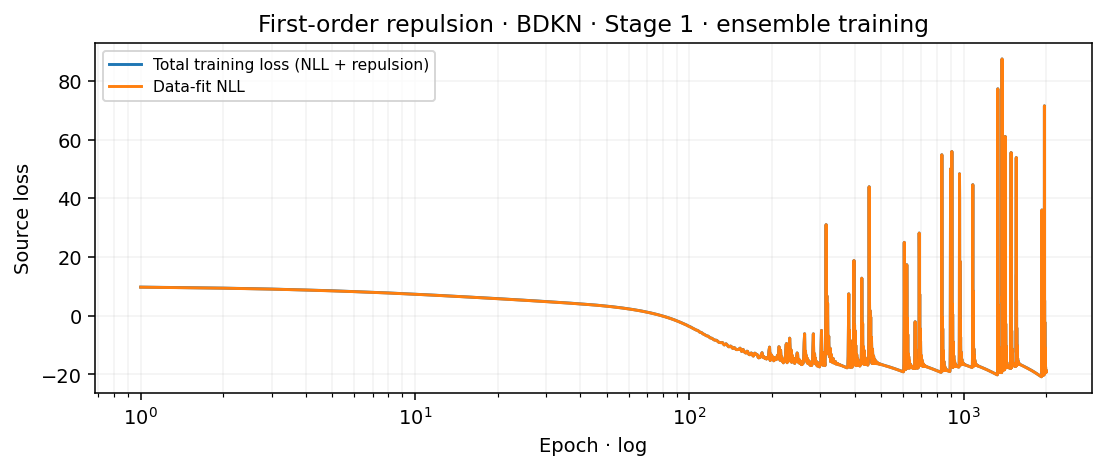 First-order repulsion · BDKN · Stage 1 · ensemble training
Total training loss (NLL + repulsion)
Data-fit NLL
Source loss
80
60
40
20
0
−20
10⁰
10¹
10²
10³
Epoch · log